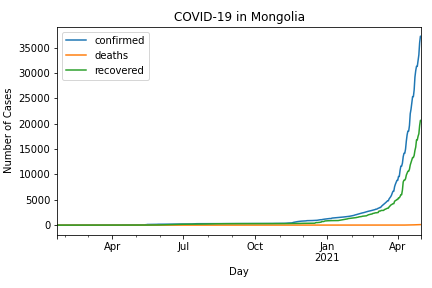 COVID-19 in Mongolia
confirmed
deaths
recovered
Number of Cases
35000
30000
25000
20000
15000
10000
5000
0
Apr
Jul
Oct
Jan
2021
Apr
Day